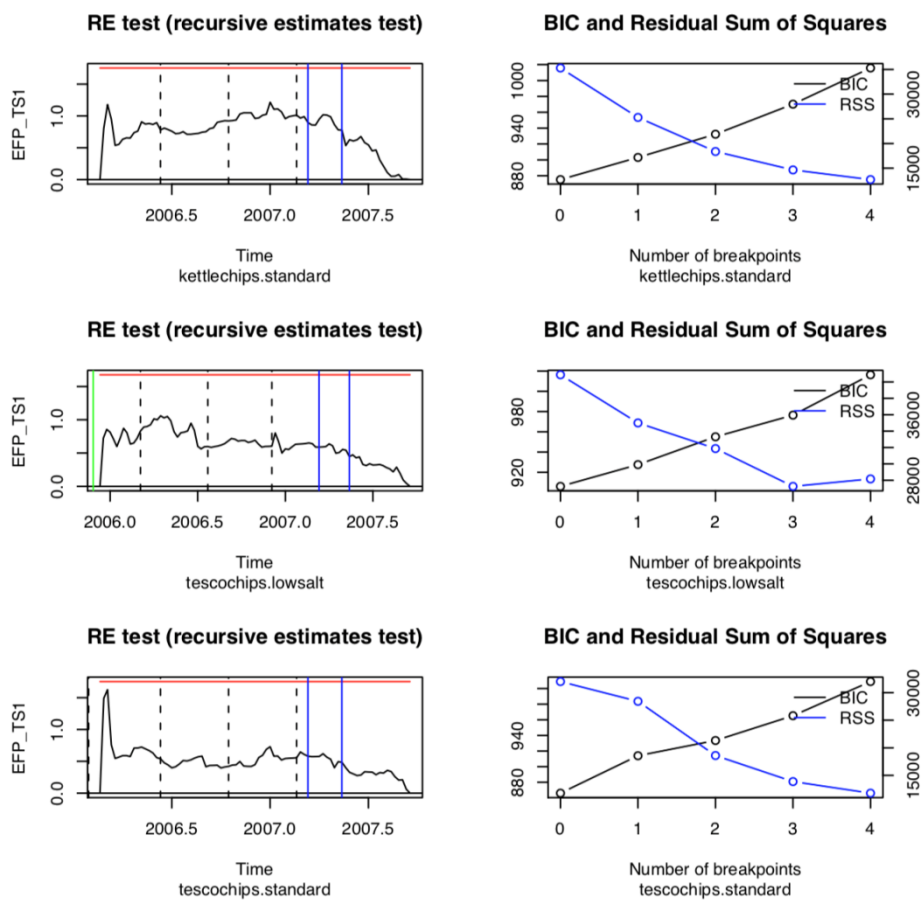 RE test (recursive estimates test)
EFP_TS1
0.0 1.0
2006.5 2007.0 2007.5
Time
kettlechips.standard
BIC and Residual Sum of Squares
880 940 1000
BIC
RSS
15000 30000
0 1 2 3 4
Number of breakpoints
kettlechips.standard
RE test (recursive estimates test)
EFP_TS1
0.0 1.0
2006.0 2006.5 2007.0 2007.5
Time
tescochips.lowsalt
BIC and Residual Sum of Squares
920 980
BIC
RSS
28000 36000
0 1 2 3 4
Number of breakpoints
tescochips.lowsalt
RE test (recursive estimates test)
EFP_TS1
0.0 1.0
2006.5 2007.0 2007.5
Time
tescochips.standard
BIC and Residual Sum of Squares
880 940
BIC
RSS
15000 30000
0 1 2 3 4
Number of breakpoints
tescochips.standard